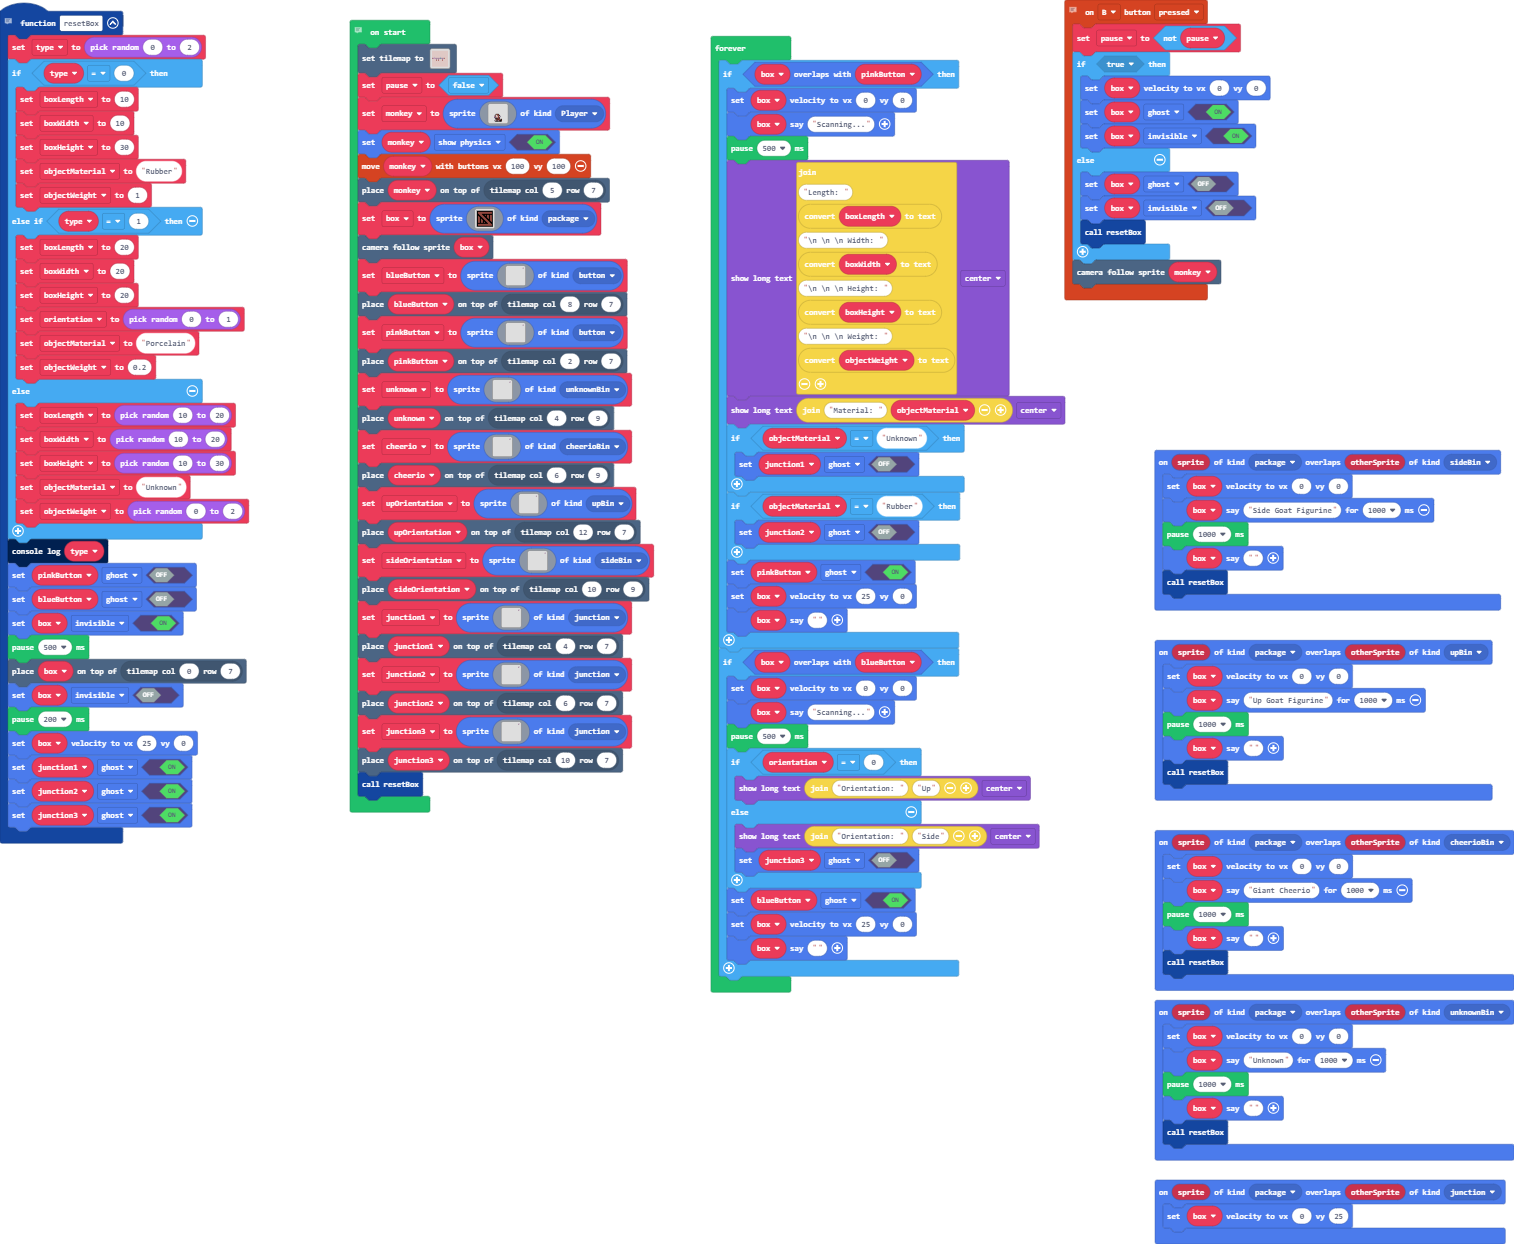 function resetBox
set type to pick random 0 to 2
if type = 0 then
set boxLength to 10
set boxWidth to 10
set boxHeight to 30
set objectMaterial to "Rubber"
set objectWeight to 1
else if type = 1 then
set boxLength to 20
set boxWidth to 20
set boxHeight to 20
set orientation to pick random 0 to 1
set objectMaterial to "Porcelain"
set objectWeight to 0.2
else
set boxLength to pick random 10 to 20
set boxWidth to pick random 10 to 20
set boxHeight to pick random 10 to 30
set objectMaterial to "Unknown"
set objectWeight to pick random 0 to 2
console log type
set pinkButton ghost OFF
set blueButton ghost OFF
set box invisible ON
pause 500 ms
place box on top of tilemap col 0 row 7
set box invisible OFF
pause 200 ms
set box velocity to vx 25 vy 0
set junction1 ghost ON
set junction2 ghost ON
set junction3 ghost ON
on start
set tilemap to
set pause to false
set monkey to sprite of kind Player
set monkey show physics ON
move monkey with buttons vx 100 vy 100
place monkey on top of tilemap col 5 row 7
set box to sprite of kind package
camera follow sprite box
set blueButton to sprite of kind button
place blueButton on top of tilemap col 8 row 7
set pinkButton to sprite of kind button
place pinkButton on top of tilemap col 2 row 7
set unknown to sprite of kind unknownBin
place unknown on top of tilemap col 4 row 9
set cheerio to sprite of kind cheerioBin
place cheerio on top of tilemap col 6 row 9
set upOrientation to sprite of kind upBin
place upOrientation on top of tilemap col 12 row 7
set sideOrientation to sprite of kind sideBin
place sideOrientation on top of tilemap col 10 row 9
set junction1 to sprite of kind junction
place junction1 on top of tilemap col 4 row 7
set junction2 to sprite of kind junction
place junction2 on top of tilemap col 6 row 7
set junction3 to sprite of kind junction
place junction3 on top of tilemap col 10 row 7
call resetBox
forever
if box overlaps with pinkButton then
set box velocity to vx 0 vy 0
box say "Scanning..."
pause 500 ms
show long text join "Length: " convert boxLength to text "\n \n \n Width: " convert boxWidth to text "\n \n \n Height: " convert boxHeight to text "\n \n \n Weight: " convert objectWeight to text center
show long text join "Material: " objectMaterial center
if objectMaterial = "Unknown" then
set junction1 ghost OFF
if objectMaterial = "Rubber" then
set junction2 ghost OFF
set pinkButton ghost ON
set box velocity to vx 25 vy 0
box say " "
if box overlaps with blueButton then
set box velocity to vx 0 vy 0
box say "Scanning..."
pause 500 ms
if orientation = 0 then
show long text join "Orientation: " "Up" center
else
show long text join "Orientation: " "Side" center
set junction3 ghost OFF
set blueButton ghost ON
set box velocity to vx 25 vy 0
box say " "
on B button pressed
set pause to not pause
if true then
set box velocity to vx 0 vy 0
set box ghost ON
set box invisible ON
else
set box ghost OFF
set box invisible OFF
call resetBox
camera follow sprite monkey
on sprite of kind package overlaps otherSprite of kind sideBin
set box velocity to vx 0 vy 0
box say "Side Goat Figurine" for 1000 ms
pause 1000 ms
box say " "
call resetBox
on sprite of kind package overlaps otherSprite of kind upBin
set box velocity to vx 0 vy 0
box say "Up Goat Figurine" for 1000 ms
pause 1000 ms
box say " "
call resetBox
on sprite of kind package overlaps otherSprite of kind cheerioBin
set box velocity to vx 0 vy 0
box say "Giant Cheerio" for 1000 ms
pause 1000 ms
box say " "
call resetBox
on sprite of kind package overlaps otherSprite of kind unknownBin
set box velocity to vx 0 vy 0
box say "Unknown" for 1000 ms
pause 1000 ms
box say " "
call resetBox
on sprite of kind package overlaps otherSprite of kind junction
set box velocity to vx 0 vy 25